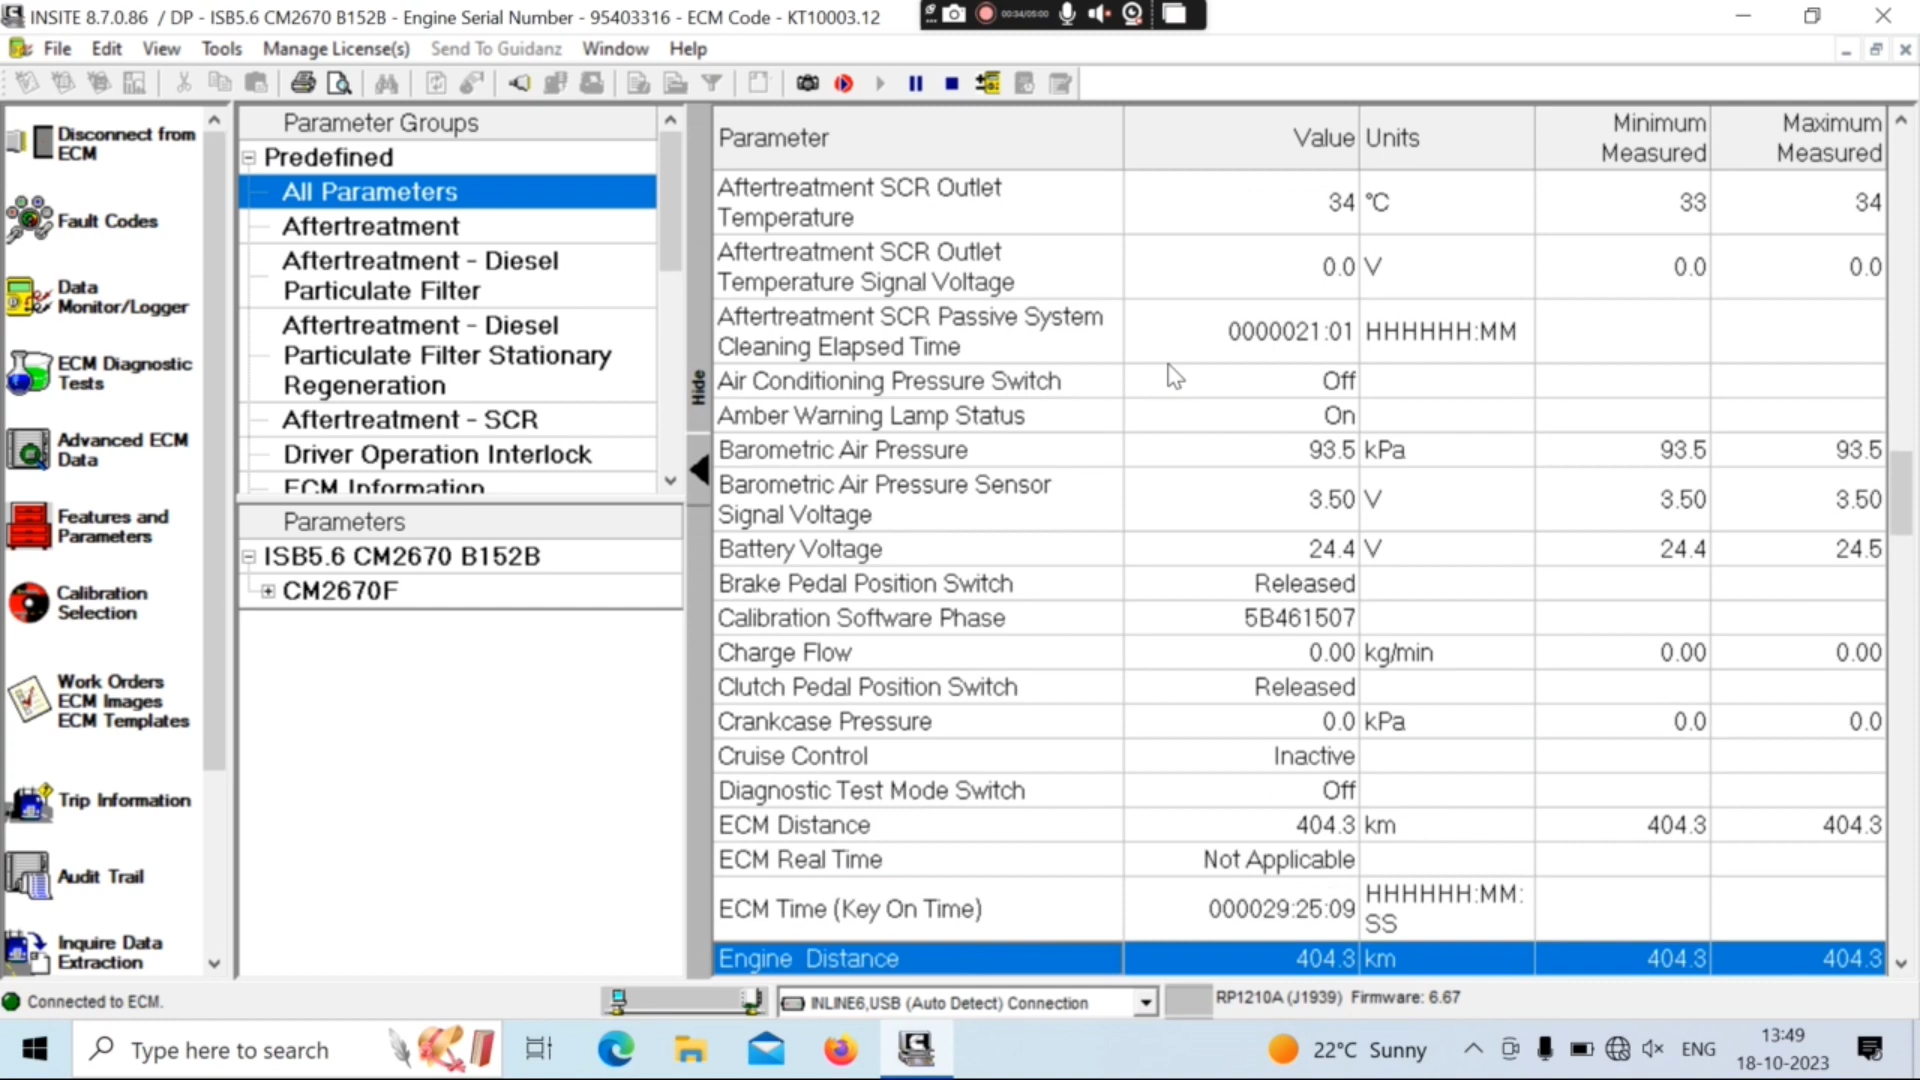 INSITE 8.7.0.86 / DP - ISB5.6 CM2670 B152B - Engine Serial Number - 95403316 - ECM Code - KT10003.12
00:34/05:00
File Edit View Tools Manage License(s) Send To Guidanz Window Help
Disconnect from
ECM
Fault Codes
Data
Monitor/Logger
ECM Diagnostic
Tests
Advanced ECM
Data
Features and
Parameters
Calibration
Selection
Work Orders
ECM Images
ECM Templates
Trip Information
Audit Trail
Inquire Data
Extraction
Parameter Groups
Predefined
All Parameters
Aftertreatment
Aftertreatment - Diesel
Particulate Filter
Aftertreatment - Diesel
Particulate Filter Stationary
Regeneration
Aftertreatment - SCR
Driver Operation Interlock
ECM Information
Parameters
ISB5.6 CM2670 B152B
CM2670F
Hide
Parameter Value Units Minimum Measured Maximum Measured
Aftertreatment SCR Outlet
Temperature 34 °C 33 34
Aftertreatment SCR Outlet
Temperature Signal Voltage 0.0 V 0.0 0.0
Aftertreatment SCR Passive System
Cleaning Elapsed Time 0000021:01 HHHHHH:MM
Air Conditioning Pressure Switch Off
Amber Warning Lamp Status On
Barometric Air Pressure 93.5 kPa 93.5 93.5
Barometric Air Pressure Sensor
Signal Voltage 3.50 V 3.50 3.50
Battery Voltage 24.4 V 24.4 24.5
Brake Pedal Position Switch Released
Calibration Software Phase 5B461507
Charge Flow 0.00 kg/min 0.00 0.00
Clutch Pedal Position Switch Released
Crankcase Pressure 0.0 kPa 0.0 0.0
Cruise Control Inactive
Diagnostic Test Mode Switch Off
ECM Distance 404.3 km 404.3 404.3
ECM Real Time Not Applicable
ECM Time (Key On Time) 000029:25:09 HHHHHH:MM:
SS
Engine Distance 404.3 km 404.3 404.3
Connected to ECM.
INLINE6,USB (Auto Detect) Connection
RP1210A (J1939) Firmware: 6.67
Type here to search
22°C Sunny
ENG
13:49
18-10-2023